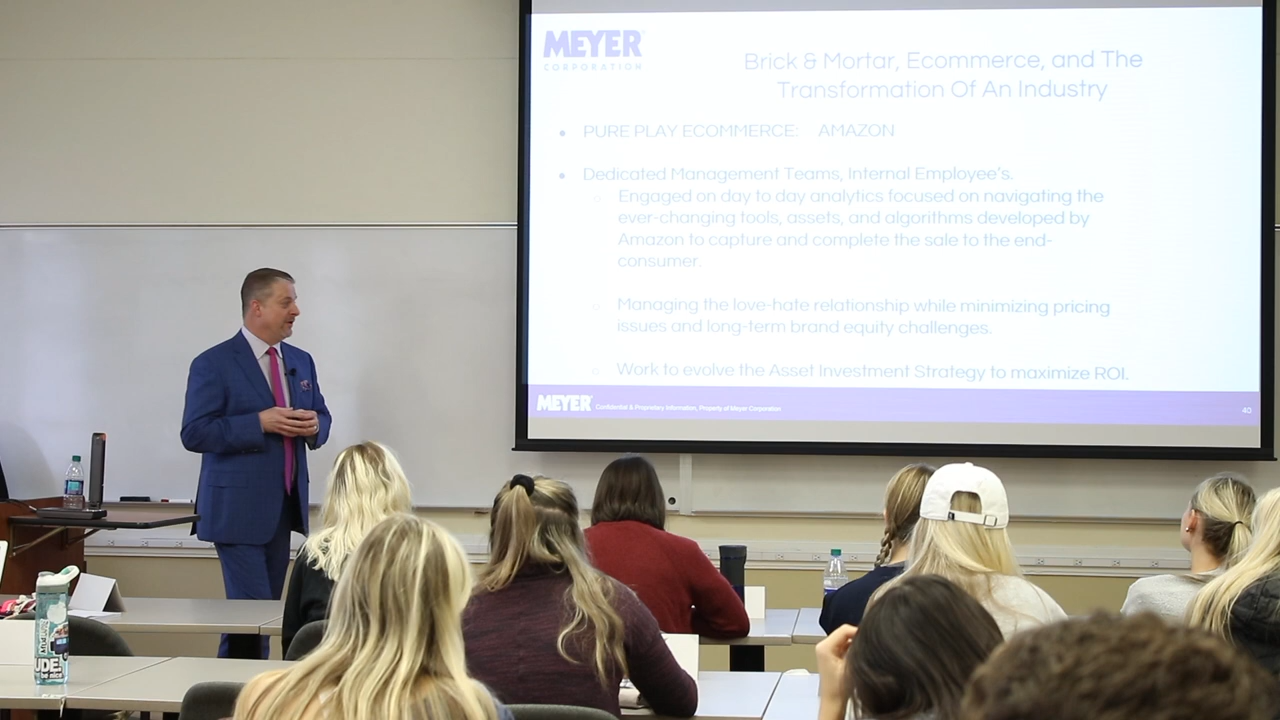 MEYER
CORPORATION
Brick & Mortar, Ecommerce, and The
Transformation Of An Industry
• PURE PLAY ECOMMERCE: AMAZON
• Dedicated Management Teams, Internal Employee's.
○ Engaged on day to day analytics focused on navigating the
ever-changing tools, assets, and algorithms developed by
Amazon to capture and complete the sale to the end-
consumer.
○ Managing the love-hate relationship while minimizing pricing
issues and long-term brand equity challenges.
○ Work to evolve the Asset Investment Strategy to maximize ROI.
MEYER Confidential & Proprietary Information, Property of Meyer Corporation 40
UDE.
be nice